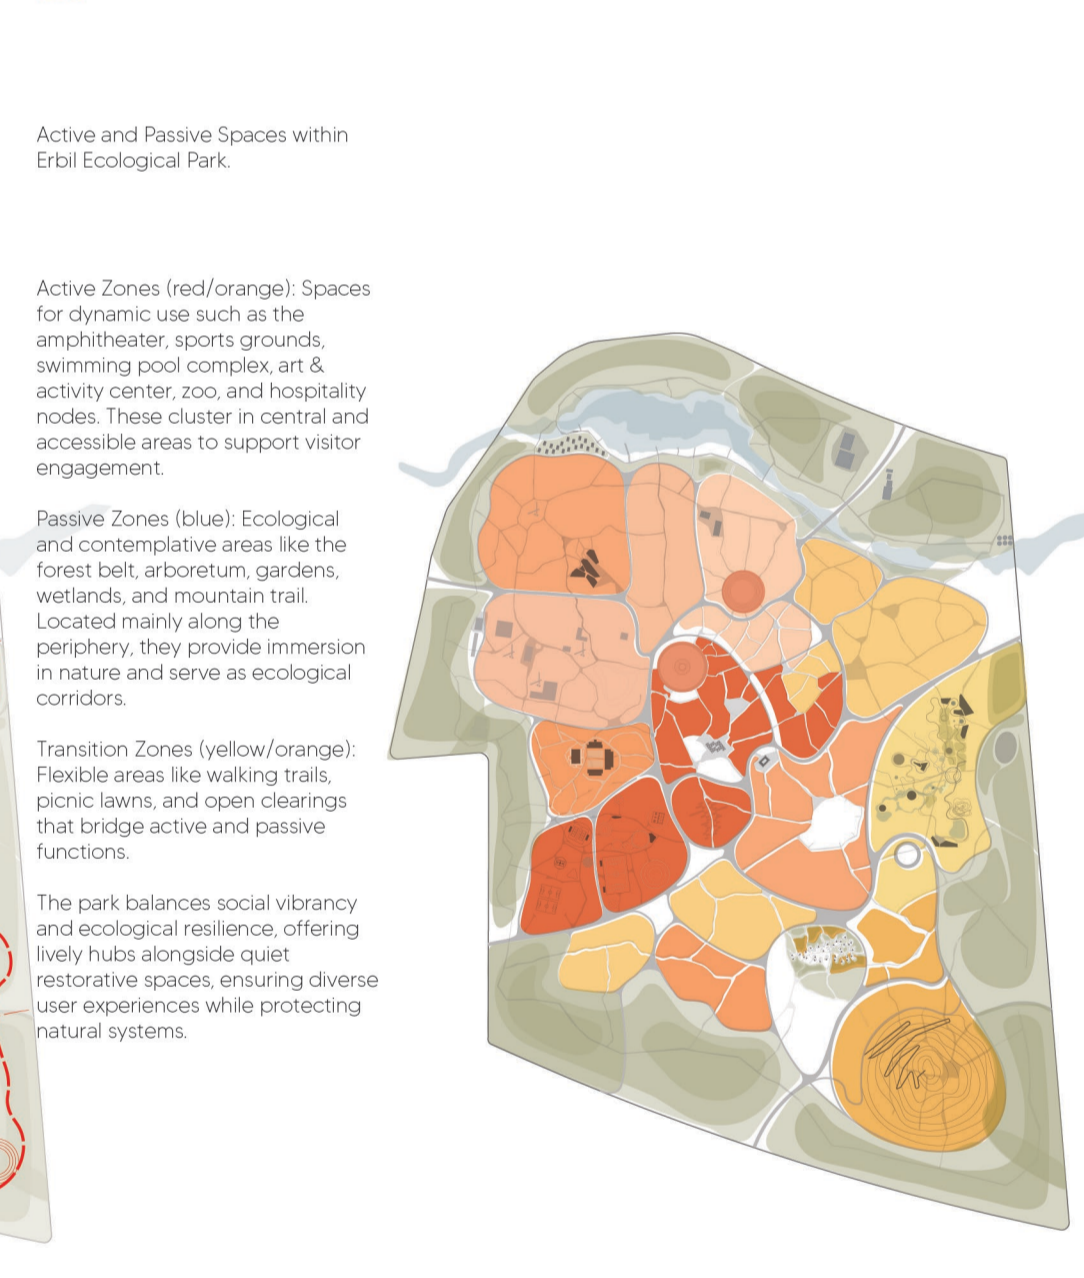 Active and Passive Spaces within
Erbil Ecological Park.
Active Zones (red/orange): Spaces
for dynamic use such as the
amphitheater, sports grounds,
swimming pool complex, art &
activity center, zoo, and hospitality
nodes. These cluster in central and
accessible areas to support visitor
engagement.
Passive Zones (blue): Ecological
and contemplative areas like the
forest belt, arboretum, gardens,
wetlands, and mountain trail.
Located mainly along the
periphery, they provide immersion
in nature and serve as ecological
corridors.
Transition Zones (yellow/orange):
Flexible areas like walking trails,
picnic lawns, and open clearings
that bridge active and passive
functions.
The park balances social vibrancy
and ecological resilience, offering
lively hubs alongside quiet
restorative spaces, ensuring diverse
user experiences while protecting
natural systems.